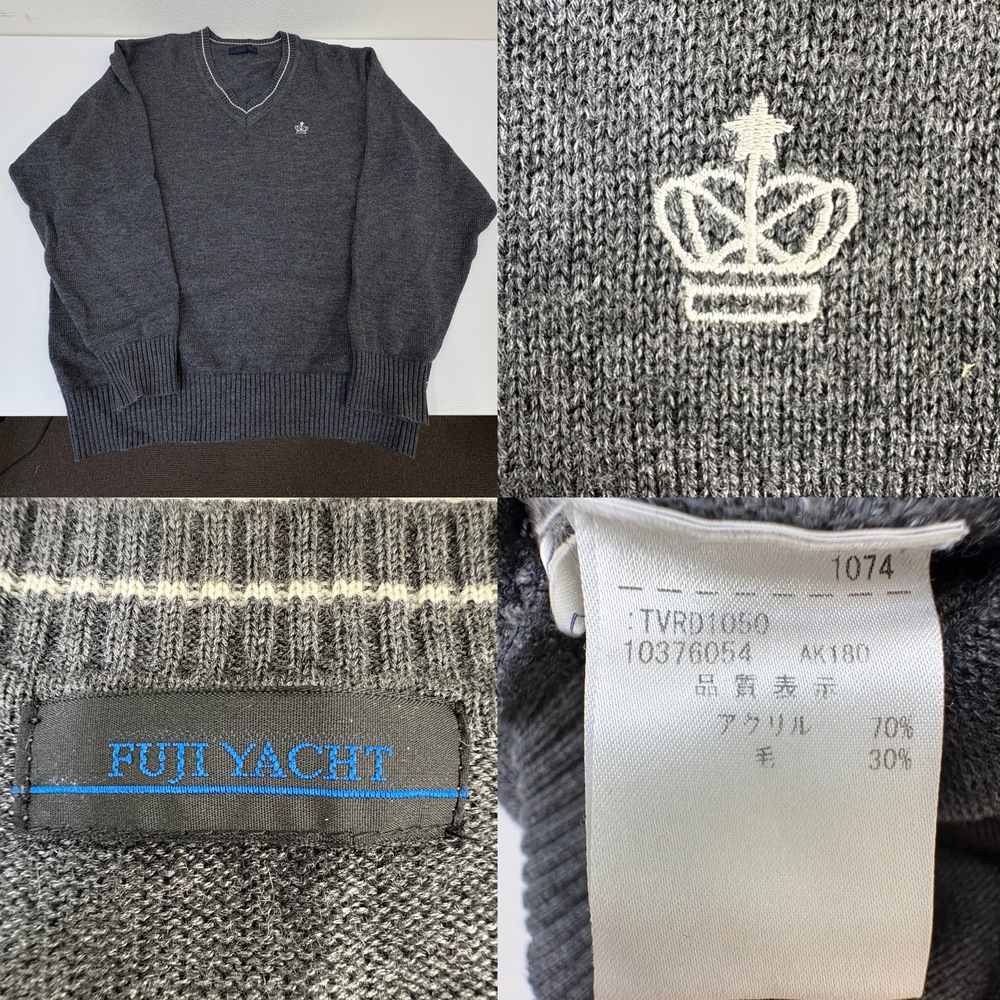 FUJI YACHT
1074
:TVRD1050
10376054 AK180
品質表示
アクリル 70%
毛 30%